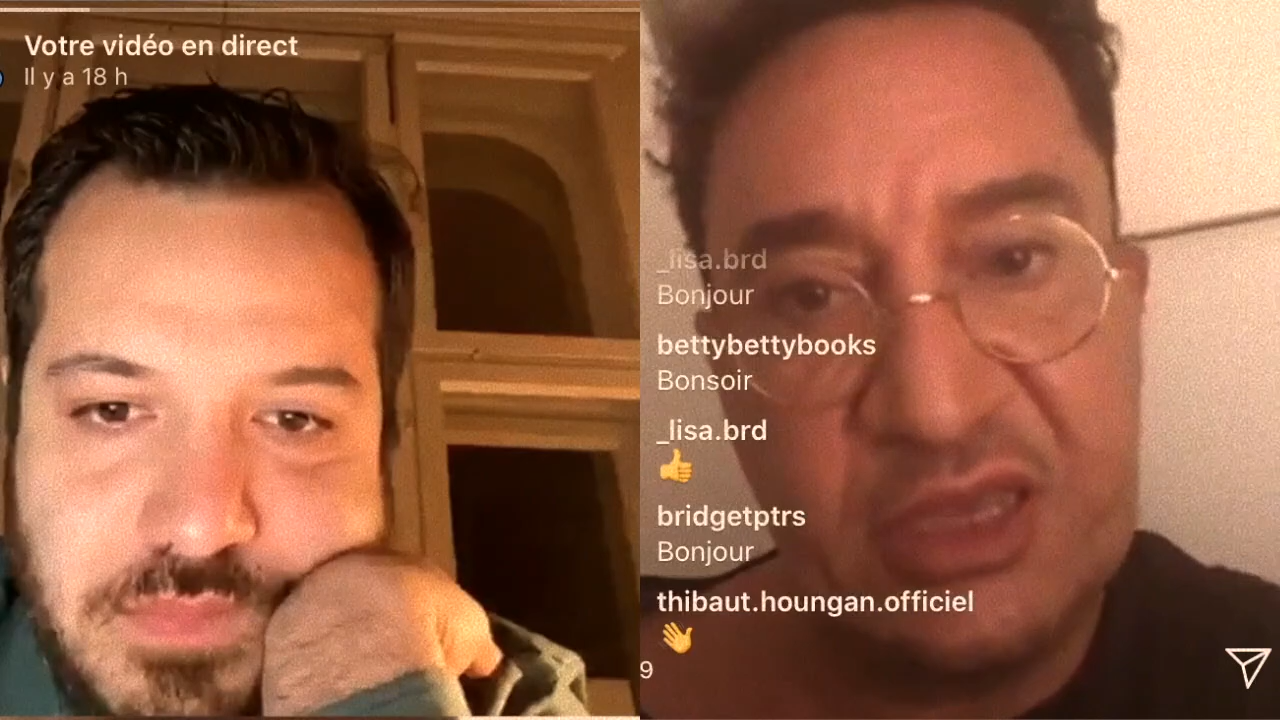 Votre vidéo en direct
Il y a 18 h
_lisa.brd
Bonjour
bettybettybooks
Bonsoir
_lisa.brd
👍
bridgetptrs
Bonjour
thibaut.houngan.officiel
👋
9